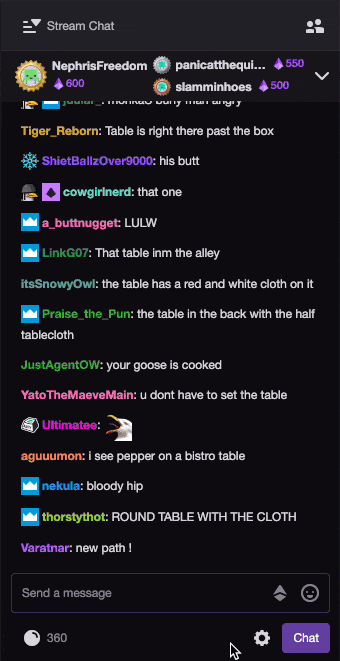 Stream Chat
NephrisFreedom
600
panicatthequi... 550
slamminhoes 500
judiar_: monkaS buny man angry
Tiger_Reborn: Table is right there past the box
ShietBallzOver9000: his butt
cowgirlnerd: that one
a_buttnugget: LULW
LinkG07: That table inm the alley
itsSnowyOwl: the table has a red and white cloth on it
Praise_the_Pun: the table in the back with the half
tablecloth
JustAgentOW: your goose is cooked
YatoTheMaeveMain: u dont have to set the table
Ultimatee:
aguuumon: i see pepper on a bistro table
nekula: bloody hip
thorstythot: ROUND TABLE WITH THE CLOTH
Varatnar: new path !
Send a message
360
Chat